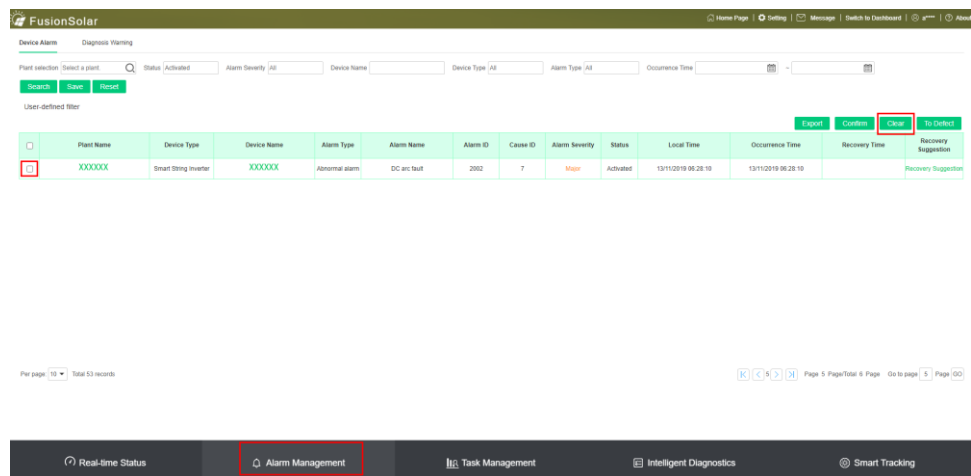 FusionSolar
Home Page | Setting | Message | Switch to Dashboard | | About
Device Alarm Diagnosis Warning
Plant selection Select a plant. Status Activated Alarm Severity All Device Name Device Type All Alarm Type All Occurrence Time -
Search Save Reset
User-defined filter
Export Confirm Clear To Defect
Plant Name Device Type Device Name Alarm Type Alarm Name Alarm ID Cause ID Alarm Severity Status Local Time Occurrence Time Recovery Time Recovery Suggestion
XXXXXX Smart String Inverter XXXXXX Abnormal alarm DC arc fault 2002 7 Major Activated 13/11/2019 06:28:10 13/11/2019 06:28:10 Recovery Suggestion
Per page: 10 Total 53 records 5 Page 5 Page/Total 6 Page Go to page 5 Page GO
Real-time Status Alarm Management Task Management Intelligent Diagnostics Smart Tracking